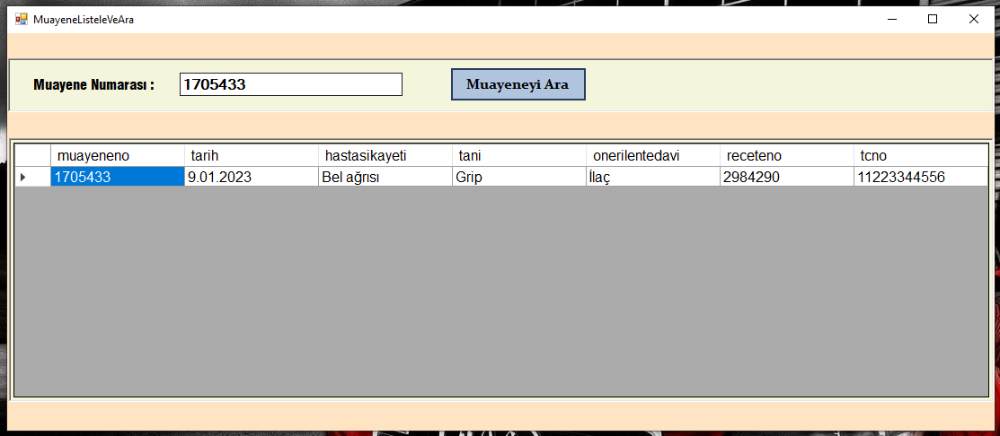 MuayeneListeleVeAra
Muayene Numarası : 1705433 Muayeneyi Ara
muayeneno tarih hastasikayeti tani onerilentedavi receteno tcno
1705433 9.01.2023 Bel ağrısı Grip İlaç 2984290 11223344556